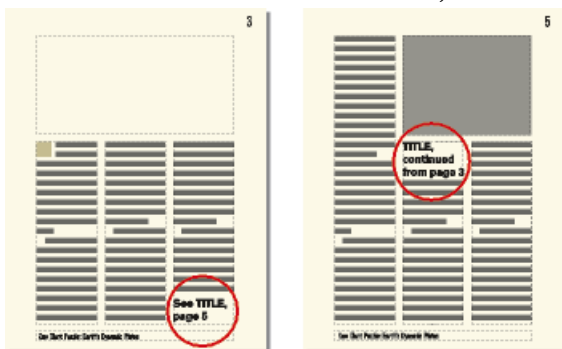 3
See TITLE,
page 5
5
TITLE,
continued
from page 3